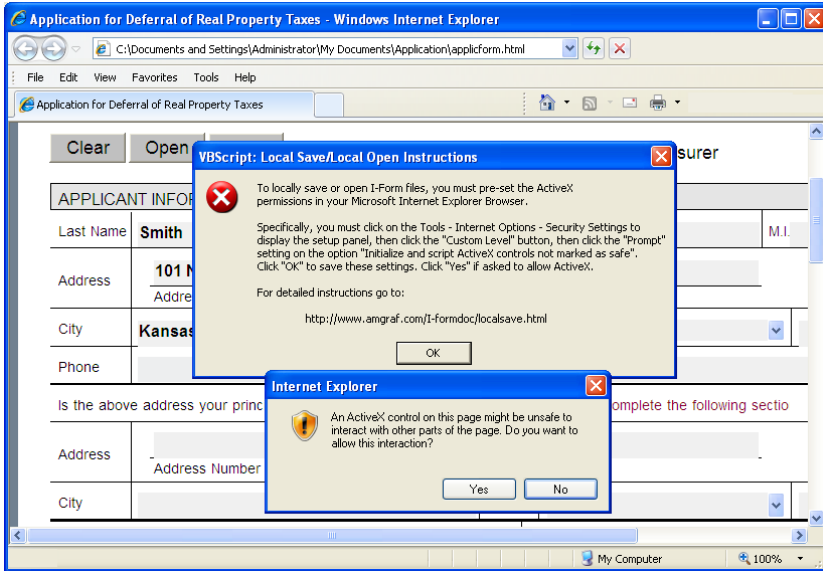 Application for Deferral of Real Property Taxes - Windows Internet Explorer
C:\Documents and Settings\Administrator\My Documents\Application\applicform.html
File Edit View Favorites Tools Help
Application for Deferral of Real Property Taxes
Clear Open surer
VBScript: Local Save/Local Open Instructions
To locally save or open I-Form files, you must pre-set the ActiveX
permissions in your Microsoft Internet Explorer Browser.
Specifically, you must click on the Tools - Internet Options - Security Settings to
display the setup panel, then click the "Custom Level" button, then click the "Prompt"
setting on the option "Initialize and script ActiveX controls not marked as safe".
Click "OK" to save these settings. Click "Yes" if asked to allow ActiveX.
For detailed instructions go to:
http://www.amgraf.com/I-formdoc/localsave.html
OK
APPLICANT INFOR
Last Name Smith M.I.
Address 101 N
Addre
City Kansas
Phone
Internet Explorer
An ActiveX control on this page might be unsafe to
interact with other parts of the page. Do you want to
allow this interaction?
Yes No
Is the above address your princ omplete the following sectio
Address
Address Number
City
My Computer 100%